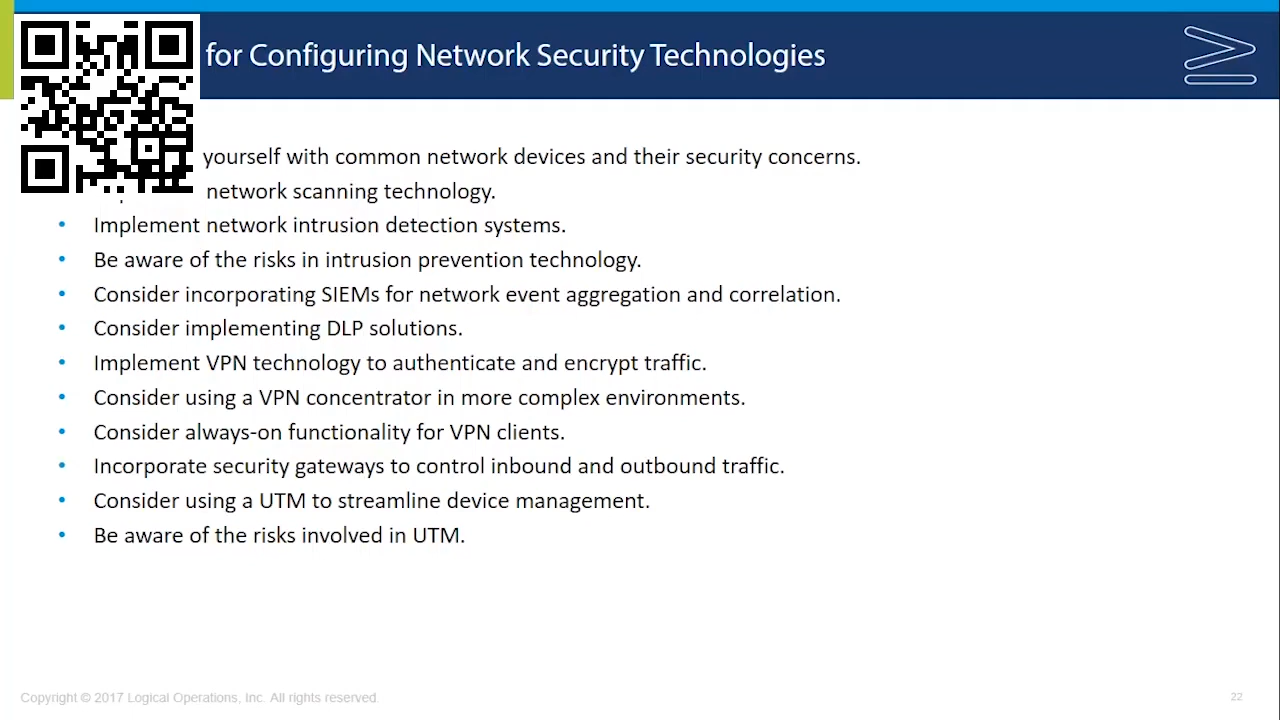 for Configuring Network Security Technologies
yourself with common network devices and their security concerns.
network scanning technology.
• Implement network intrusion detection systems.
• Be aware of the risks in intrusion prevention technology.
• Consider incorporating SIEMs for network event aggregation and correlation.
• Consider implementing DLP solutions.
• Implement VPN technology to authenticate and encrypt traffic.
• Consider using a VPN concentrator in more complex environments.
• Consider always-on functionality for VPN clients.
• Incorporate security gateways to control inbound and outbound traffic.
• Consider using a UTM to streamline device management.
• Be aware of the risks involved in UTM.
Copyright © 2017 Logical Operations, Inc. All rights reserved.
22